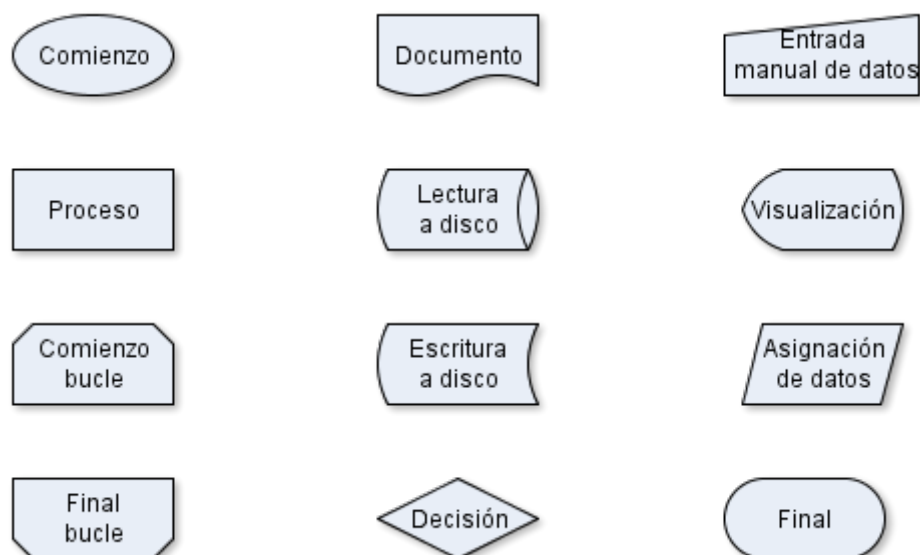 Comienzo
Documento
Entrada
manual de datos
Proceso
Lectura
a disco
Visualización
Comienzo
bucle
Escritura
a disco
Asignación
de datos
Final
bucle
Decisión
Final